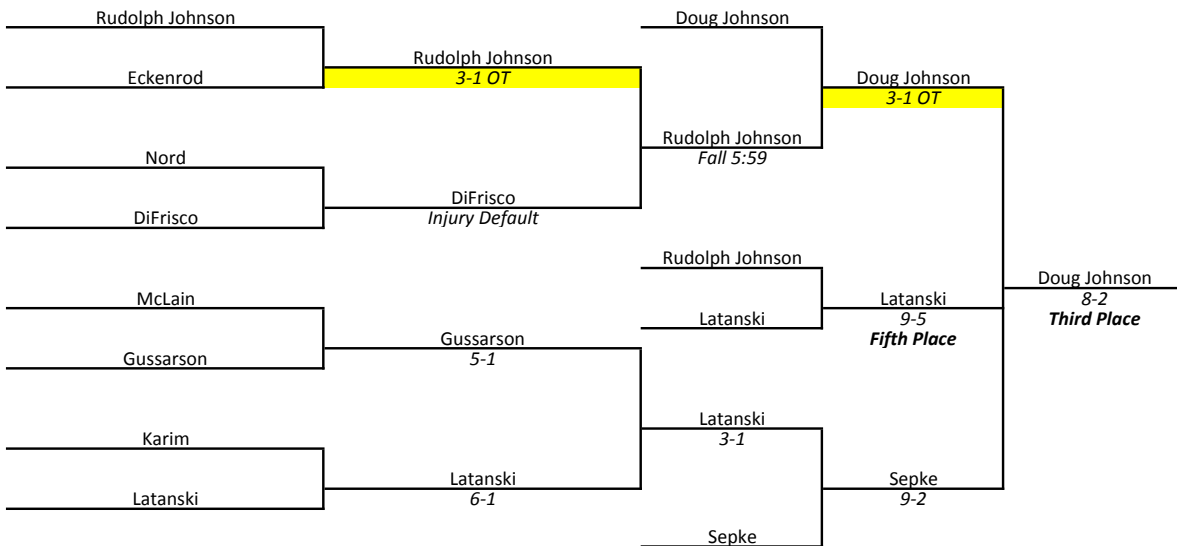 Rudolph Johnson
Doug Johnson
Rudolph Johnson
3-1 OT
Eckenrod
Doug Johnson
3-1 OT
Rudolph Johnson
Fall 5:59
Nord
DiFrisco
Injury Default
DiFrisco
Rudolph Johnson
Doug Johnson
8-2
Third Place
McLain
Latanski
9-5
Fifth Place
Latanski
Gussarson
5-1
Gussarson
Latanski
3-1
Karim
Latanski
6-1
Sepke
9-2
Latanski
Sepke